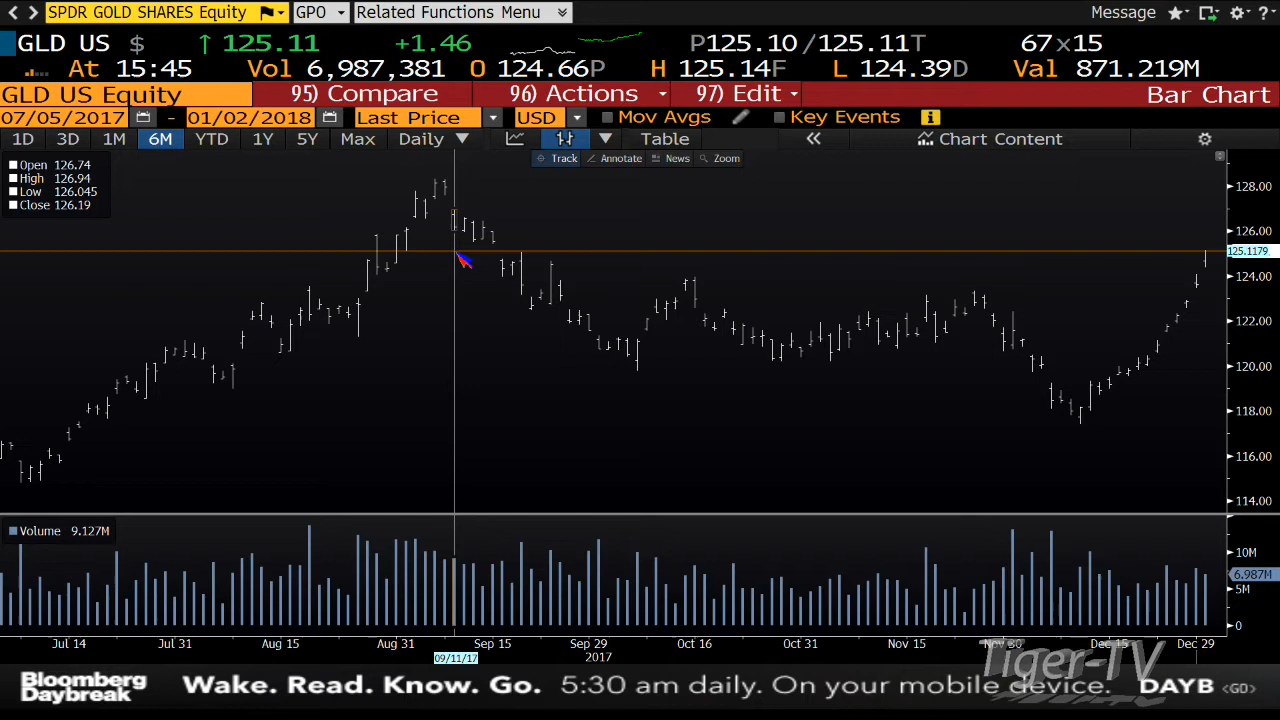 SPDR GOLD SHARES Equity GPO Related Functions Menu Message ?
GLD US $ ↑ 125.11 +1.46 P125.10/125.11T 67x15
At 15:45 Vol 6,987,381 O 124.66P H 125.14F L 124.39D Val 871.219M
GLD US Equity 95) Compare 96) Actions 97) Edit Bar Chart
07/05/2017 - 01/02/2018 Last Price USD Mov Avgs Key Events
1D 3D 1M 6M YTD 1Y 5Y Max Daily Table « Chart Content
Track Annotate News Zoom
Open 126.74
High 126.94
Low 126.045
Close 126.19
128.00
126.00
125.1179
124.00
122.00
120.00
118.00
116.00
114.00
Volume 9.127M
10M
6.987M
5M
0
Jul 14 Jul 31 Aug 15 Aug 31 Sep 15 Sep 29 Oct 16 Oct 31 Nov 15 Nov 30 Dec 15 Dec 29
09/11/17 2017
Tiger-TV
Bloomberg
Daybreak
Wake. Read. Know. Go. 5:30 am daily. On your mobile device. DAYB <GO>